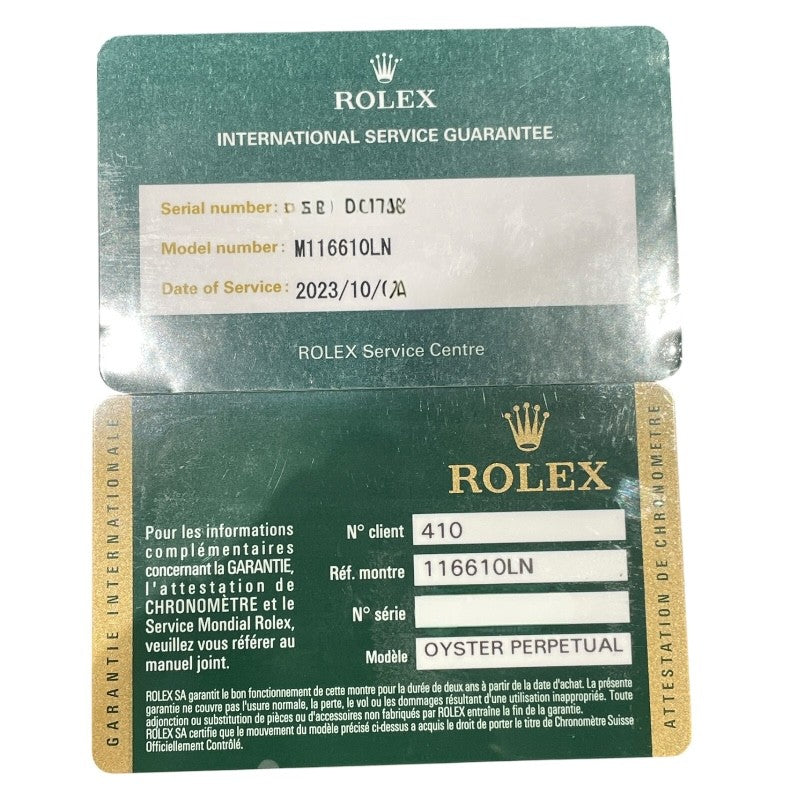 ROLEX
INTERNATIONAL SERVICE GUARANTEE
Serial number:
Model number: M116610LN
Date of Service: 2023/10/
ROLEX Service Centre
GARANTIE INTERNATIONALE
ROLEX
Pour les informations
complémentaires
concernant la GARANTIE,
l'attestation de
CHRONOMÈTRE et le
Service Mondial Rolex,
veuillez vous référer au
manuel joint.
N° client 410
Réf. montre 116610LN
N° série
Modèle OYSTER PERPETUAL
ROLEX SA garantit le bon fonctionnement de cette montre pour la durée de deux ans à partir de la date d'achat. La présente
garantie ne couvre pas l'usure normale, la perte, le vol ou les dommages résultant d'une utilisation inappropriée. Toute
adjonction ou substitution de pièces ou d'accessoires non fabriqués par ROLEX entraîne la fin de la garantie.
ROLEX SA certifie que le mouvement du modèle précisé ci-dessus a acquis le droit de porter le titre de Chronomètre Suisse
Officiellement Contrôlé.
ATTESTATION DE CHRONOMETRE